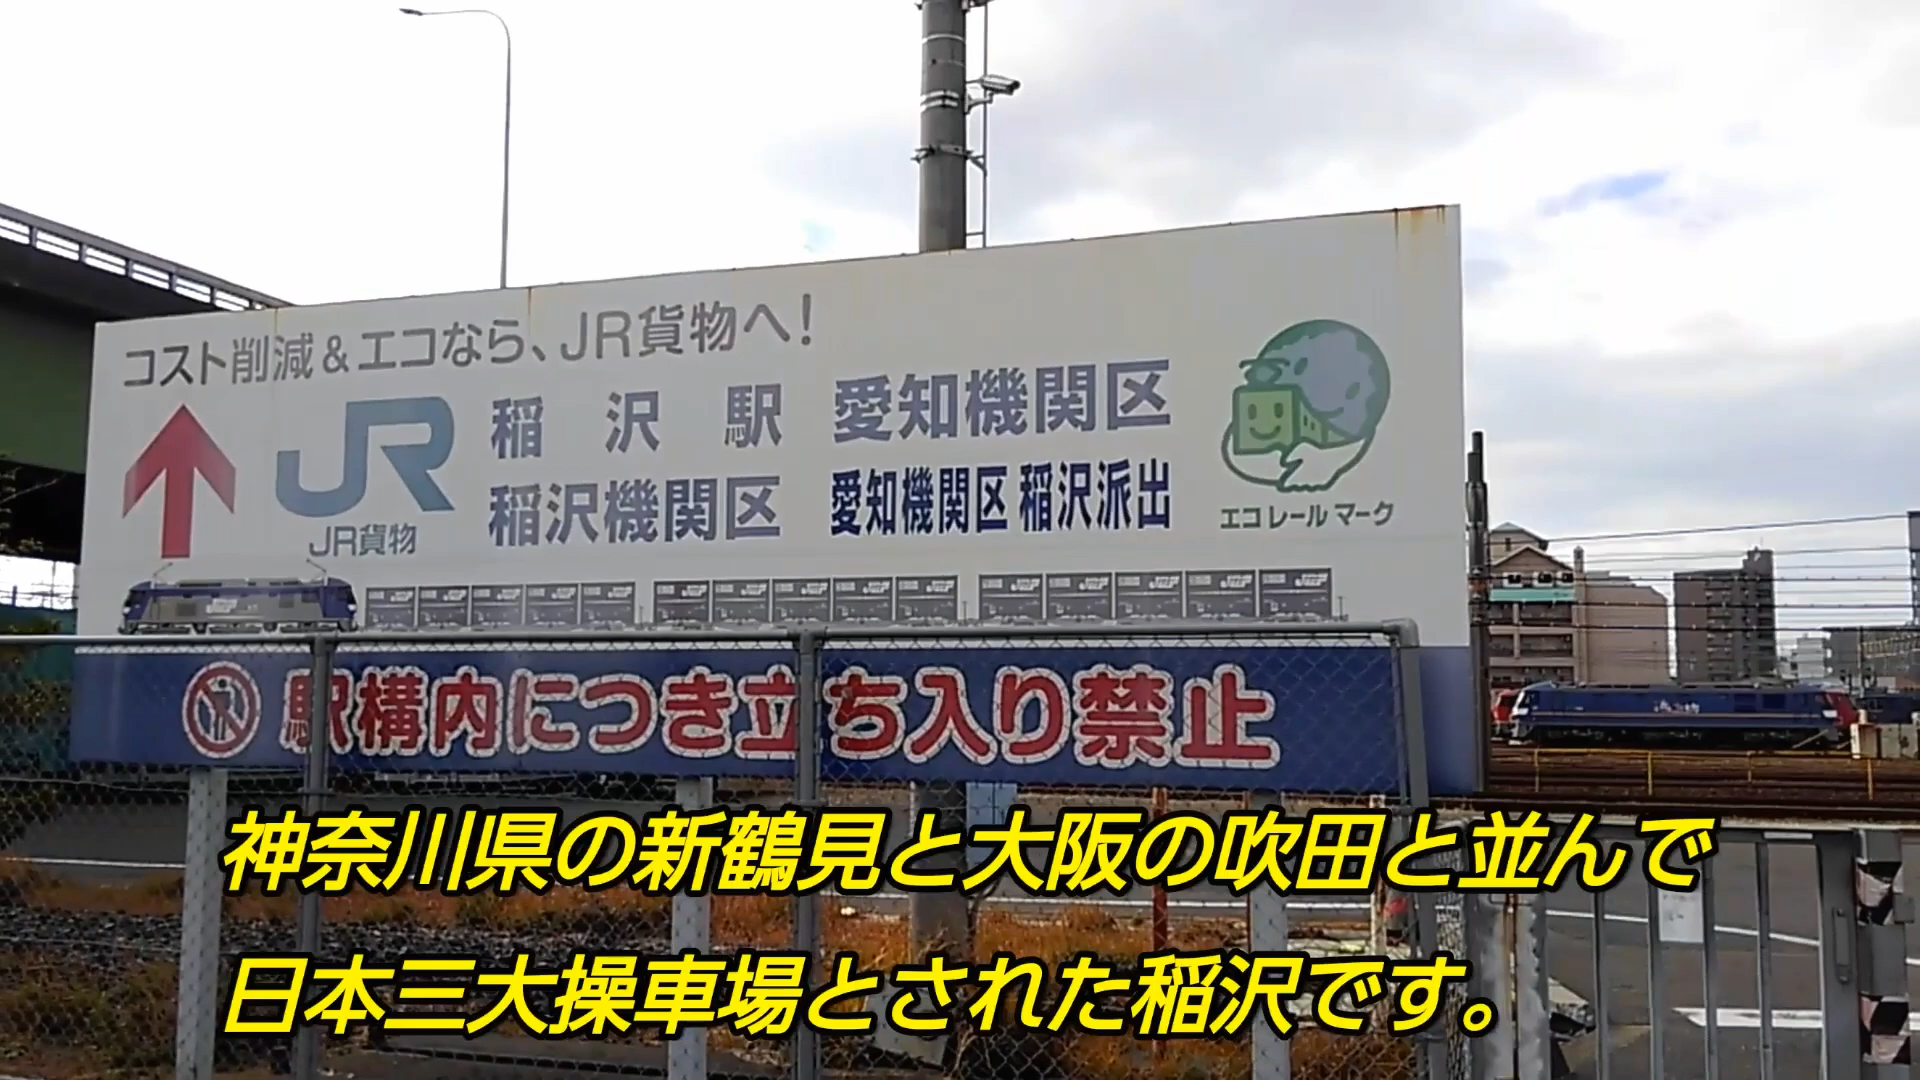 コスト削減&エコなら、JR貨物へ!
JR
JR貨物
稲沢駅 愛知機関区
稲沢機関区 愛知機関区 稲沢派出
エコレールマーク
駅構内につき立ち入り禁止
神奈川県の新鶴見と大阪の吹田と並んで
日本三大操車場とされた稲沢です。